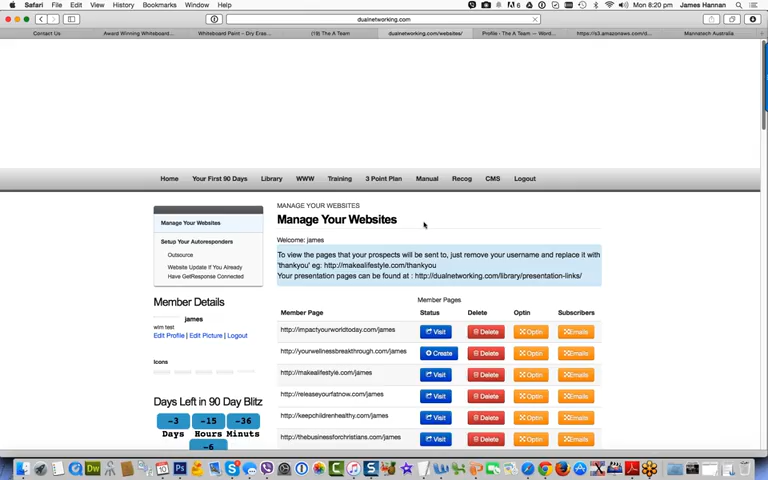 Safari File Edit View History Bookmarks Window Help
6 Mon 8:20 pm James Hannan
dualnetworking.com
Contact Us Award Winning Whiteboard... Whiteboard Paint – Dry Eras... (19) The A Team dualnetworking.com/websites/ Profile ‹ The A Team — Word... https://s3.amazonaws.com/d... Mannatech Australia
Home Your First 90 Days Library WWW Training 3 Point Plan Manual Recog CMS Logout
Manage Your Websites
Setup Your Autoresponders
Outsource
Website Update If You Already
Have GetResponse Connected
Member Details
james
wim test
Edit Profile | Edit Picture | Logout
Icons
Days Left in 90 Day Blitz
-3 -15 -36
Days Hours Minutes
-6
MANAGE YOUR WEBSITES
Manage Your Websites
Welcome: james
To view the pages that your prospects will be sent to, just remove your username and replace it with
'thankyou' eg: http://makealifestyle.com/thankyou
Your presentation pages can be found at : http://dualnetworking.com/library/presentation-links/
Member Pages
Member Page Status Delete Optin Subscribers
http://impactyourworldtoday.com/james Visit Delete Optin Emails
http://yourwellnessbreakthrough.com/james Create Delete Optin Emails
http://makealifestyle.com/james Visit Delete Optin Emails
http://releaseyourfatnow.com/james Visit Delete Optin Emails
http://keepchildrenhealthy.com/james Visit Delete Optin Emails
http://thebusinessforchristians.com/james Visit Delete Optin Emails